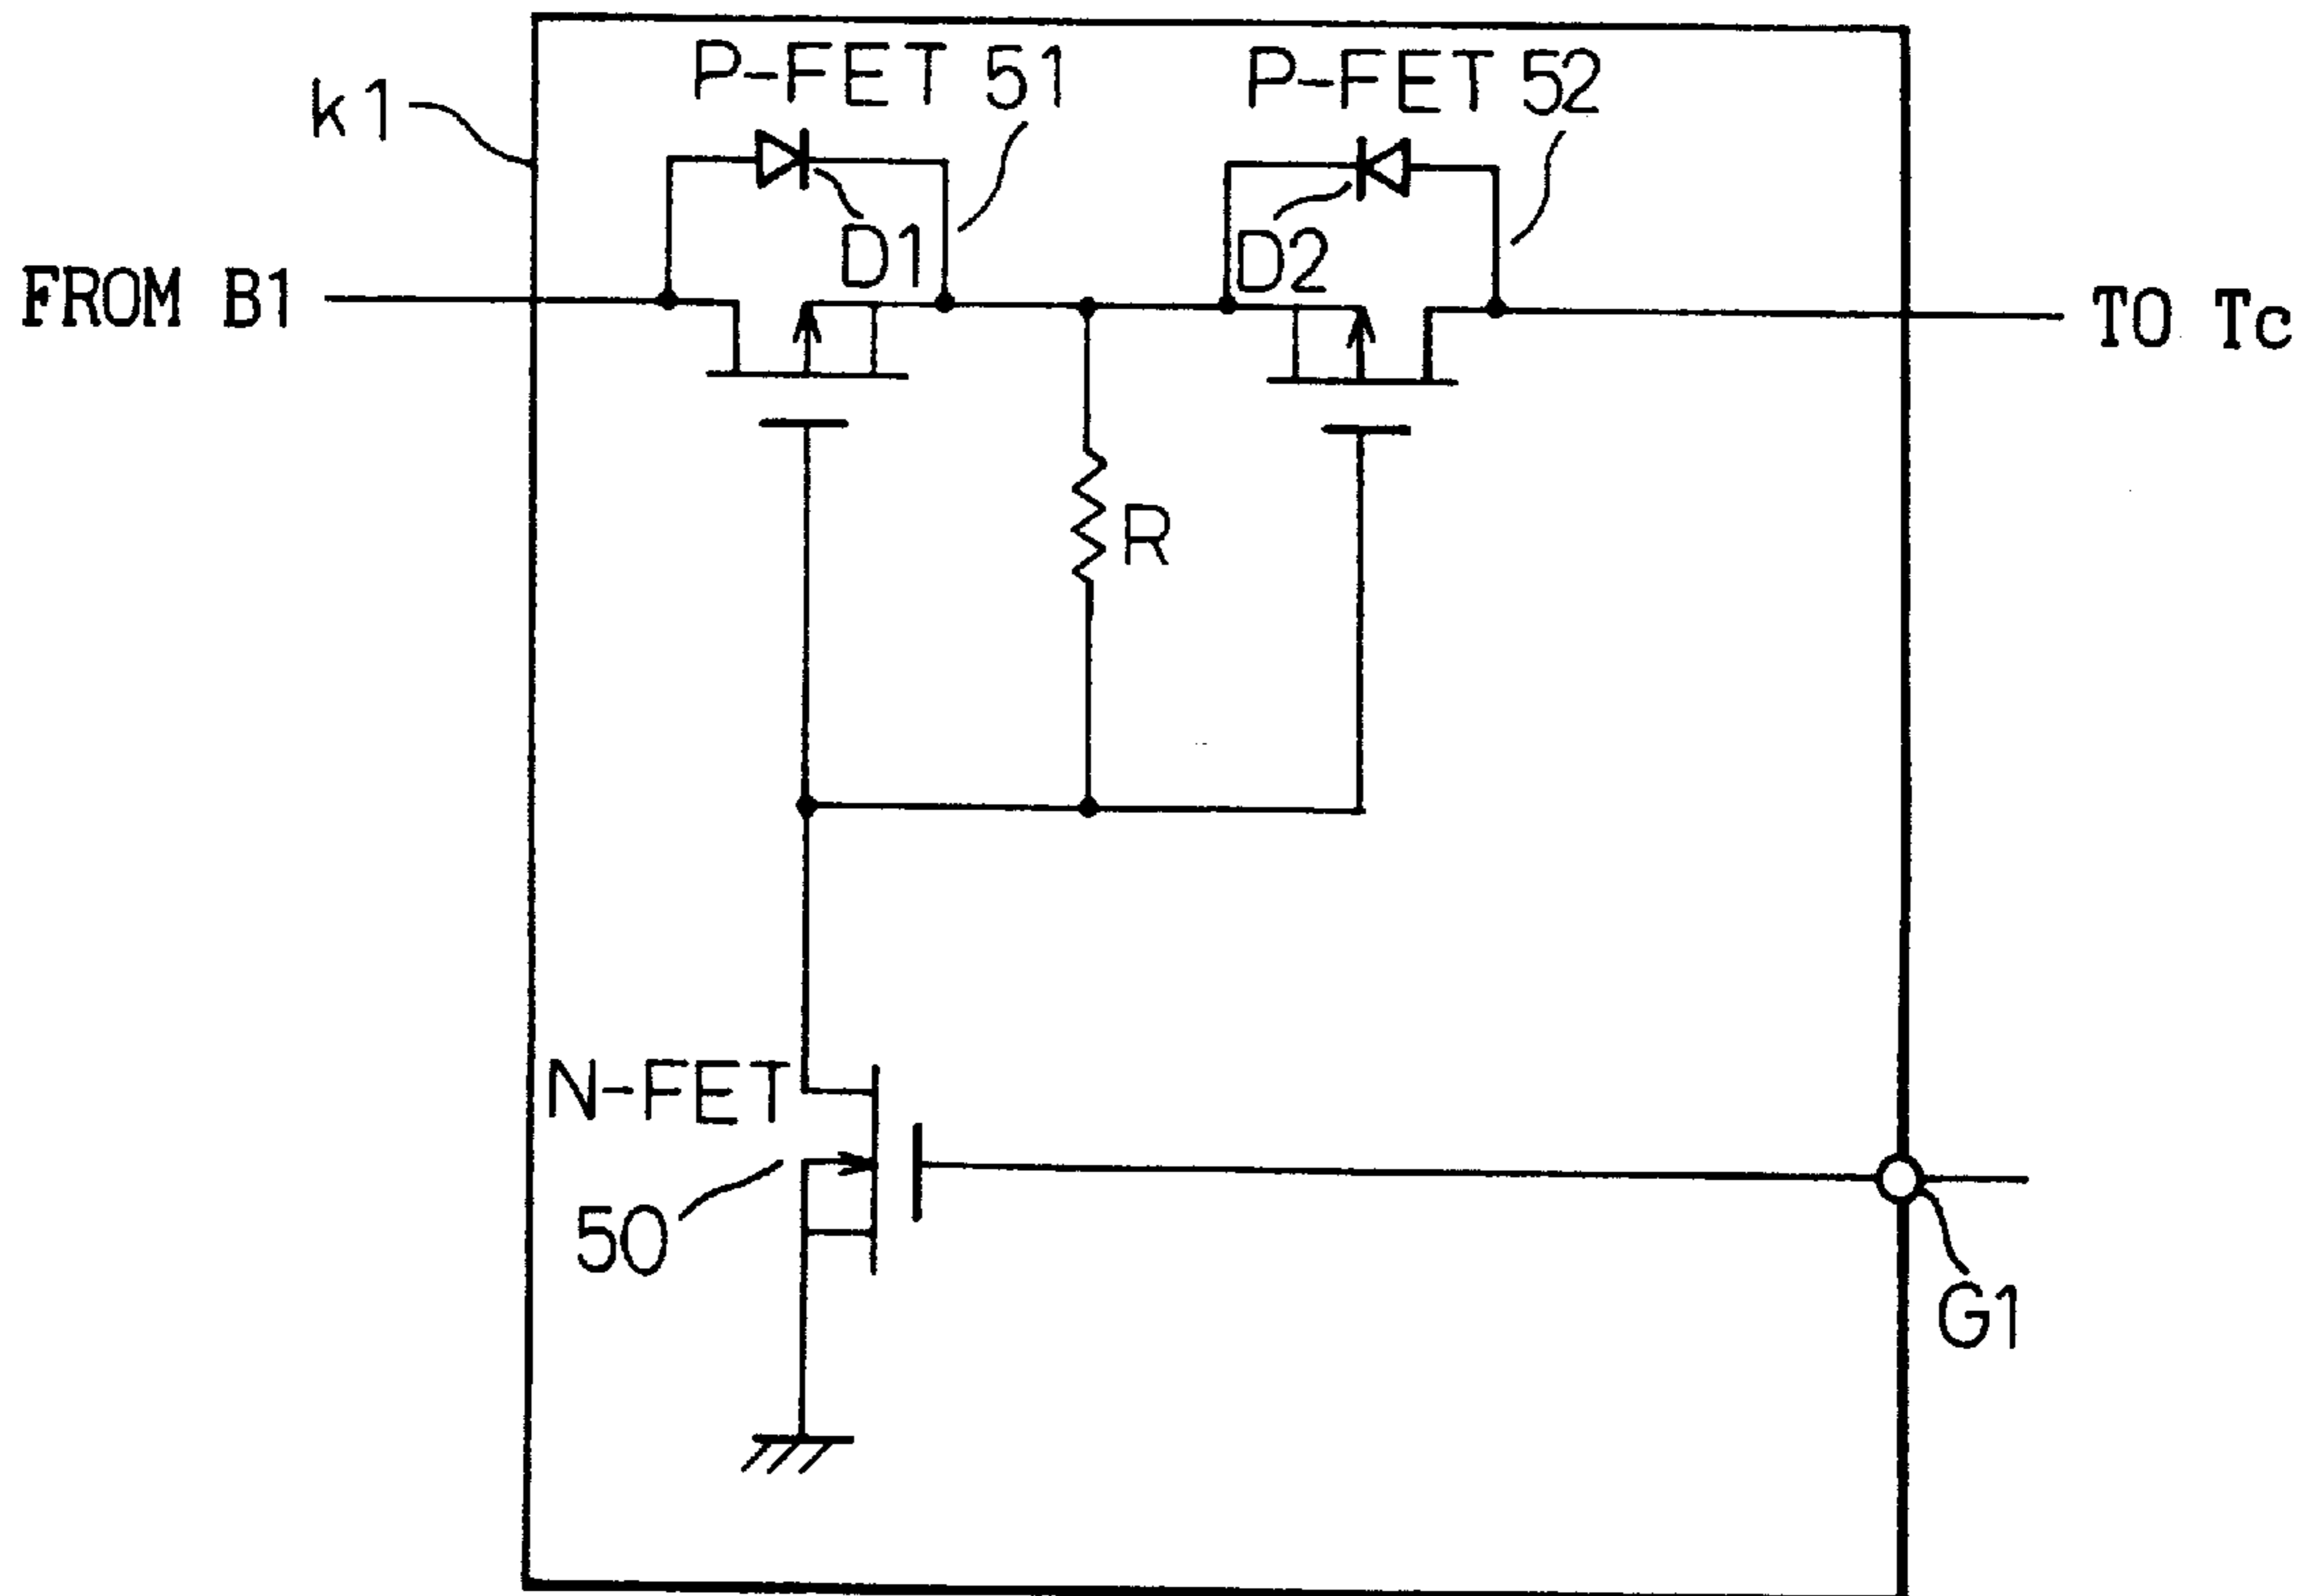 P-FET 51
P-FET 52
k1
D1
D2
FROM B1
TO Tc
R
N-FET
50
G1